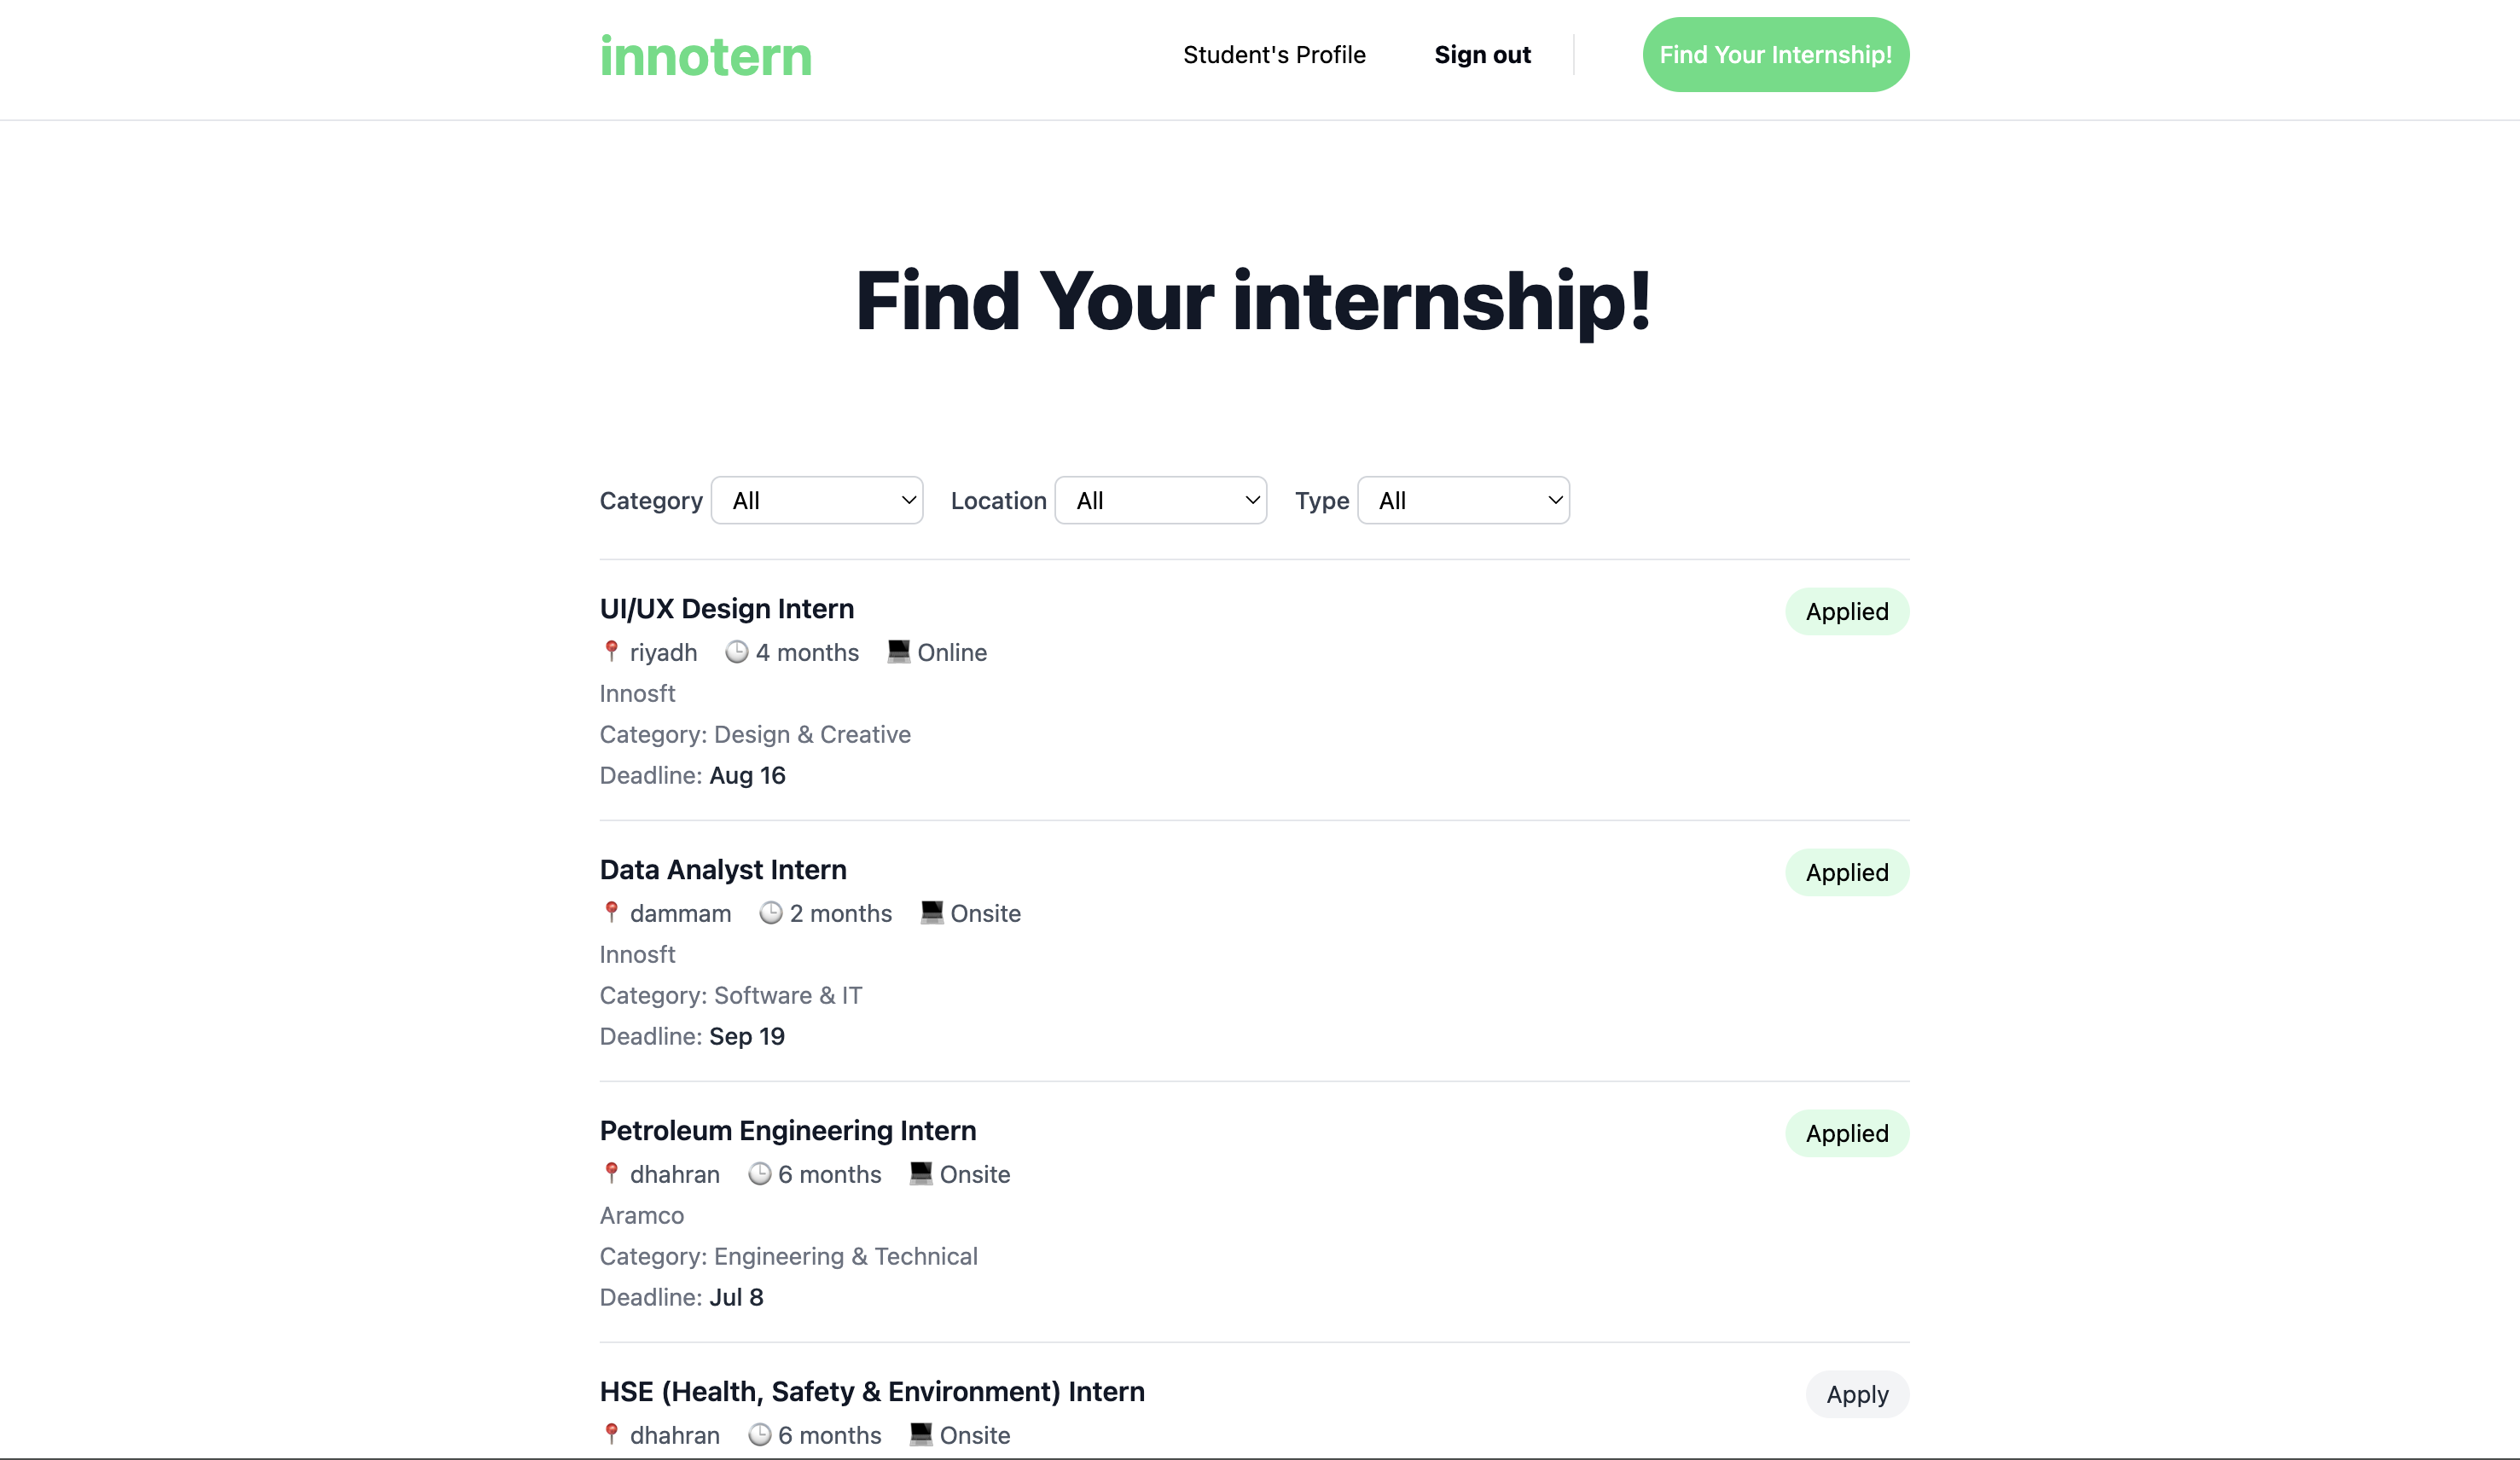 innotern
Student's Profile
Sign out
Find Your Internship!
Find Your internship!
Category All Location All Type All
UI/UX Design Intern
Applied
riyadh 4 months Online
Innosft
Category: Design & Creative
Deadline: Aug 16
Data Analyst Intern
Applied
dammam 2 months Onsite
Innosft
Category: Software & IT
Deadline: Sep 19
Petroleum Engineering Intern
Applied
dhahran 6 months Onsite
Aramco
Category: Engineering & Technical
Deadline: Jul 8
HSE (Health, Safety & Environment) Intern
Apply
dhahran 6 months Onsite